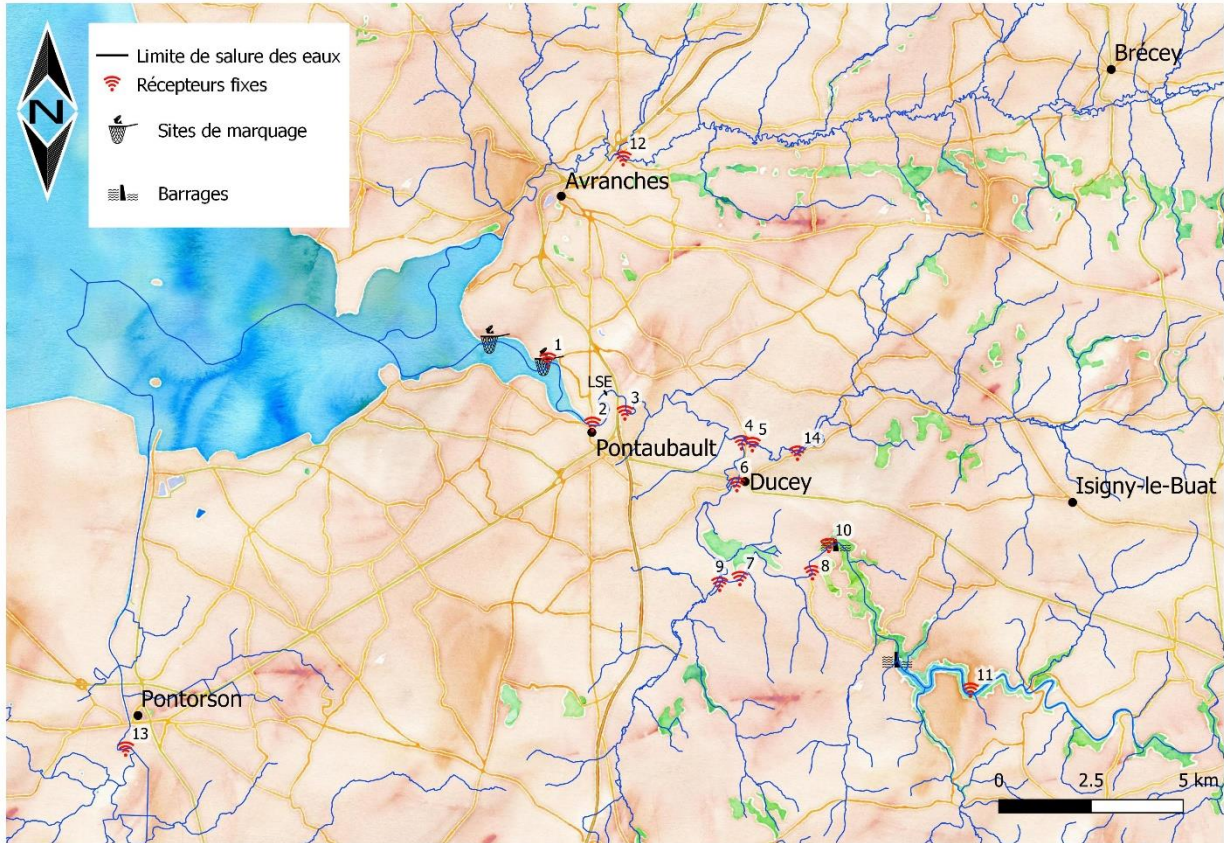 N
Limite de salure des eaux
Récepteurs fixes
Sites de marquage
Barrages
Brécey
12
Avranches
1
LSE
2
3
Pontaubault
4
5
14
6
Ducey
Isigny-le-Buat
10
9
7
8
11
Pontorson
13
0
2.5
5 km